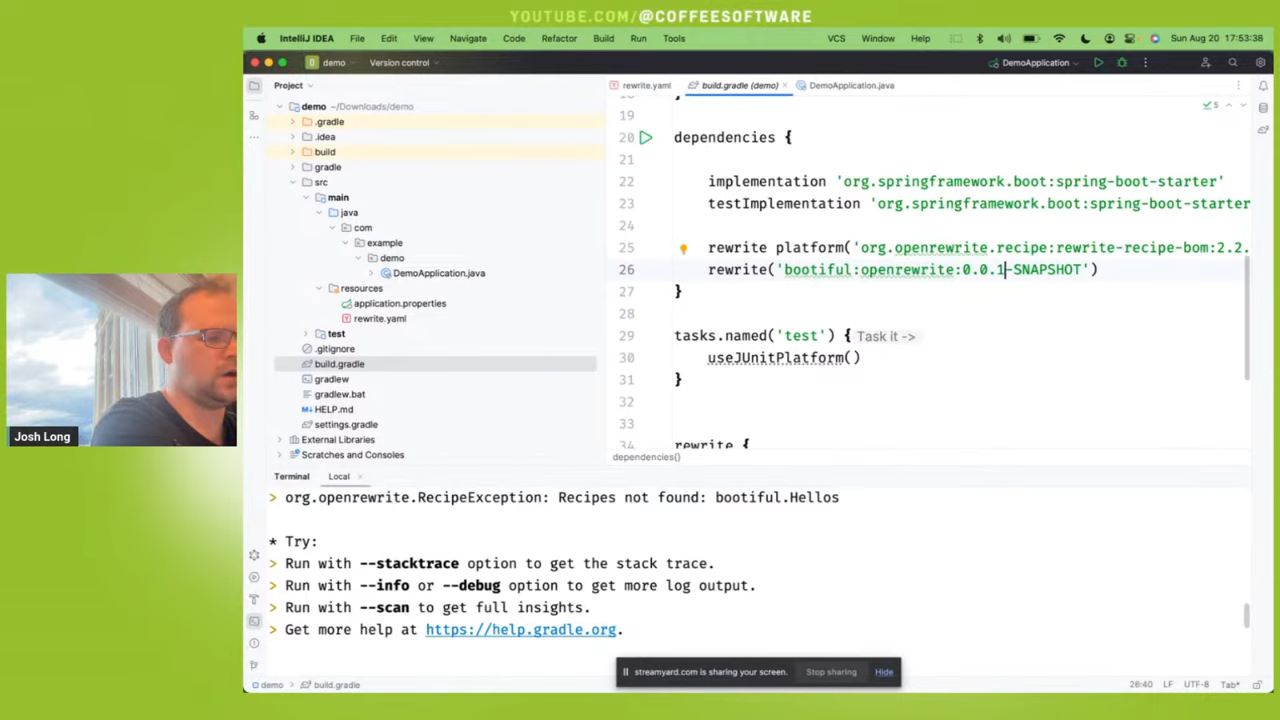 YOUTUBE.COM/@COFFEESOFTWARE
IntelliJ IDEA File Edit View Navigate Code Refactor Build Run Tools VCS Window Help Sun Aug 20 17:53:38
demo Version control DemoApplication
Project
rewrite.yaml build.gradle (demo) DemoApplication.java
demo ~/Downloads/demo
.gradle
.idea
build
gradle
src
main
java
com
example
demo
DemoApplication.java
resources
application.properties
rewrite.yaml
test
.gitignore
build.gradle
gradlew
gradlew.bat
HELP.md
settings.gradle
External Libraries
Scratches and Consoles
5
19
20 dependencies {
21
22 implementation 'org.springframework.boot:spring-boot-starter'
23 testImplementation 'org.springframework.boot:spring-boot-starter
24
25 rewrite platform('org.openrewrite.recipe:rewrite-recipe-bom:2.2.
26 rewrite('bootiful:openrewrite:0.0.1-SNAPSHOT')
27 }
28
29 tasks.named('test') { Task it ->
30 useJUnitPlatform()
31 }
32
33
34 rewrite {
dependencies{}
Josh Long
Terminal Local
> org.openrewrite.RecipeException: Recipes not found: bootiful.Hellos
* Try:
> Run with --stacktrace option to get the stack trace.
> Run with --info or --debug option to get more log output.
> Run with --scan to get full insights.
> Get more help at https://help.gradle.org.
streamyard.com is sharing your screen. Stop sharing Hide
demo > build.gradle 26:40 LF UTF-8 Tab*